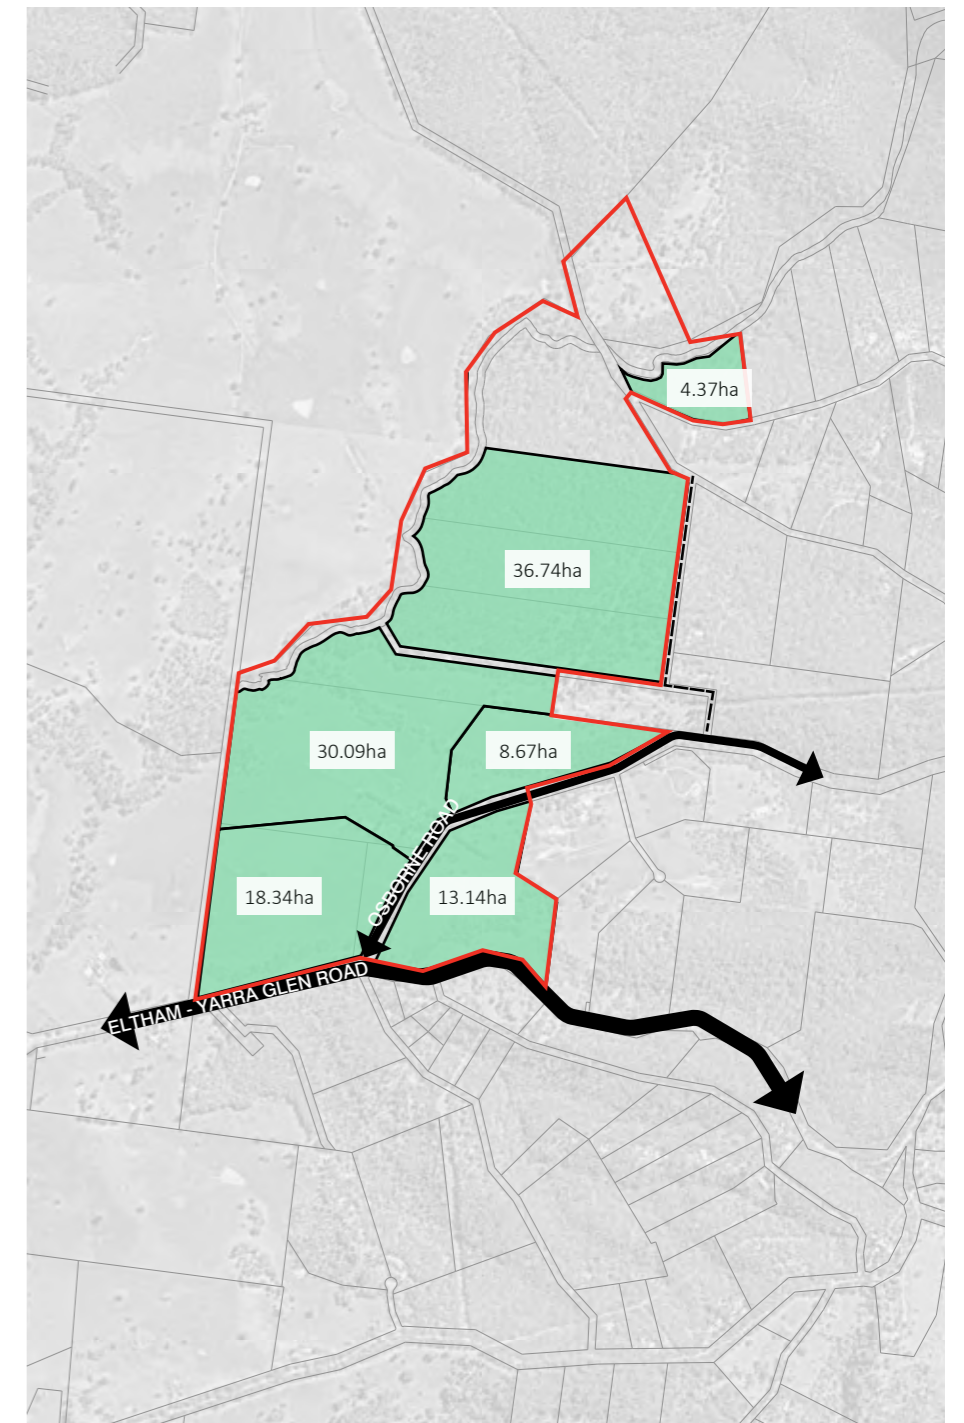 4.37ha
36.74ha
30.09ha
8.67ha
OSBORNE ROAD
18.34ha
13.14ha
ELTHAM - YARRA GLEN ROAD